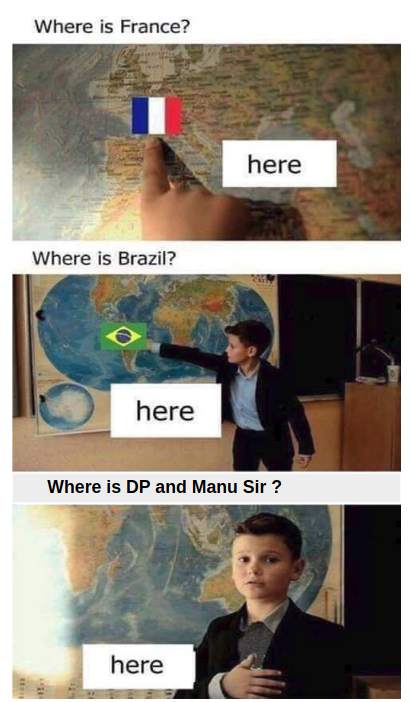 Where is France?
here
Where is Brazil?
here
Where is DP and Manu Sir ?
here